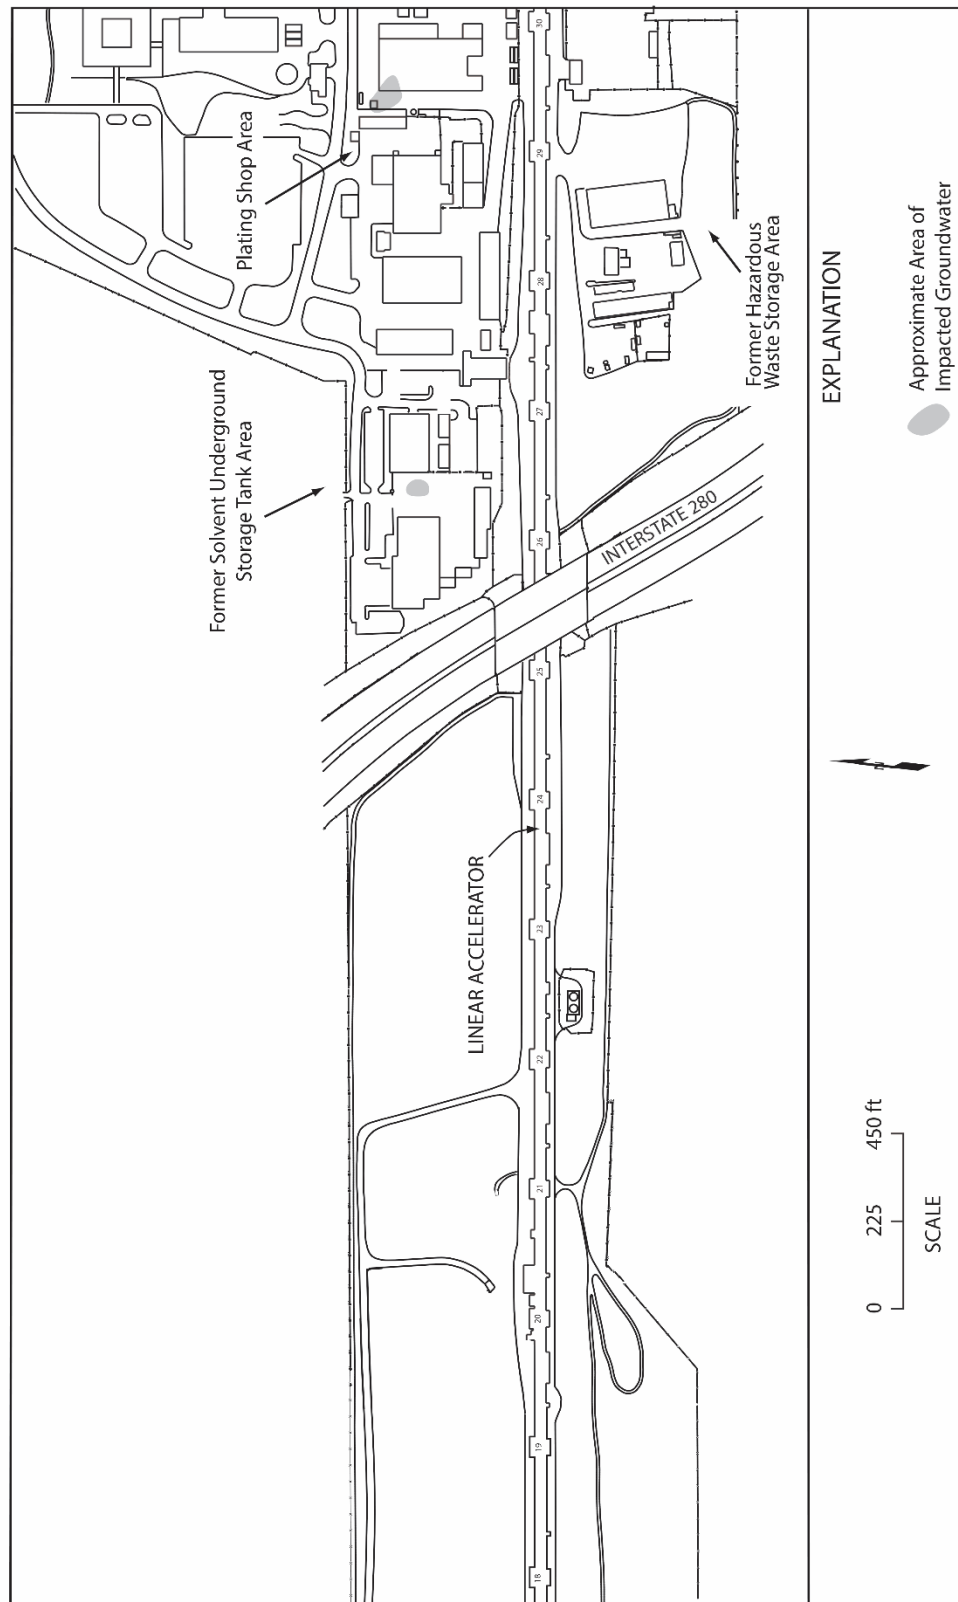 Plating Shop Area
Former Solvent Underground
Storage Tank Area
Former Hazardous
Waste Storage Area
INTERSTATE 280
LINEAR ACCELERATOR
18
19
20
21
22
23
24
25
26
27
28
29
30
N
0
225
450 ft
SCALE
EXPLANATION
Approximate Area of
Impacted Groundwater